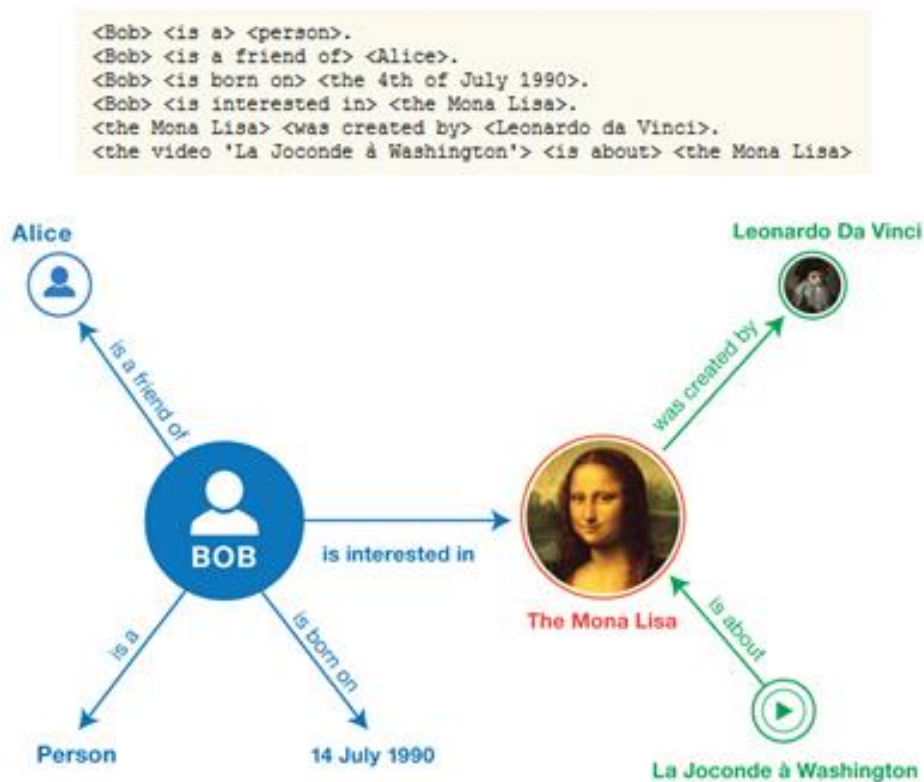 <Bob> <is a> <person>.
<Bob> <is a friend of> <Alice>.
<Bob> <is born on> <the 4th of July 1990>.
<Bob> <is interested in> <the Mona Lisa>.
<the Mona Lisa> <was created by> <Leonardo da Vinci>.
<the video 'La Joconde à Washington'> <is about> <the Mona Lisa>
Alice
Leonardo Da Vinci
is a friend of
was created by
BOB
is interested in
The Mona Lisa
is a
is born on
is about
Person
14 July 1990
La Joconde à Washington